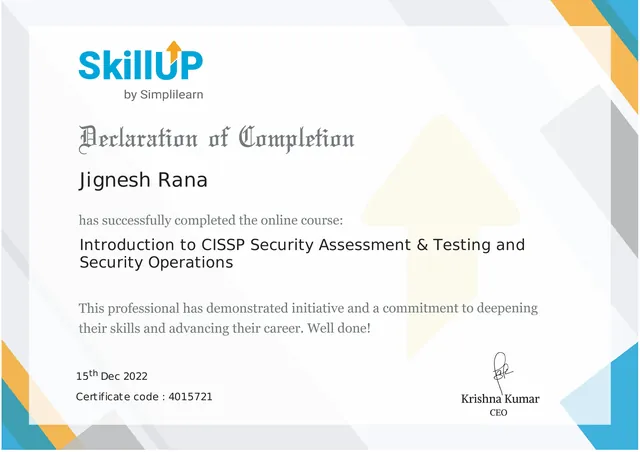 SkillUP
by Simplilearn
Declaration of Completion
Jignesh Rana
has successfully completed the online course:
Introduction to CISSP Security Assessment & Testing and
Security Operations
This professional has demonstrated initiative and a commitment to deepening
their skills and advancing their career. Well done!
15th Dec 2022
Certificate code : 4015721
Krishna Kumar
CEO